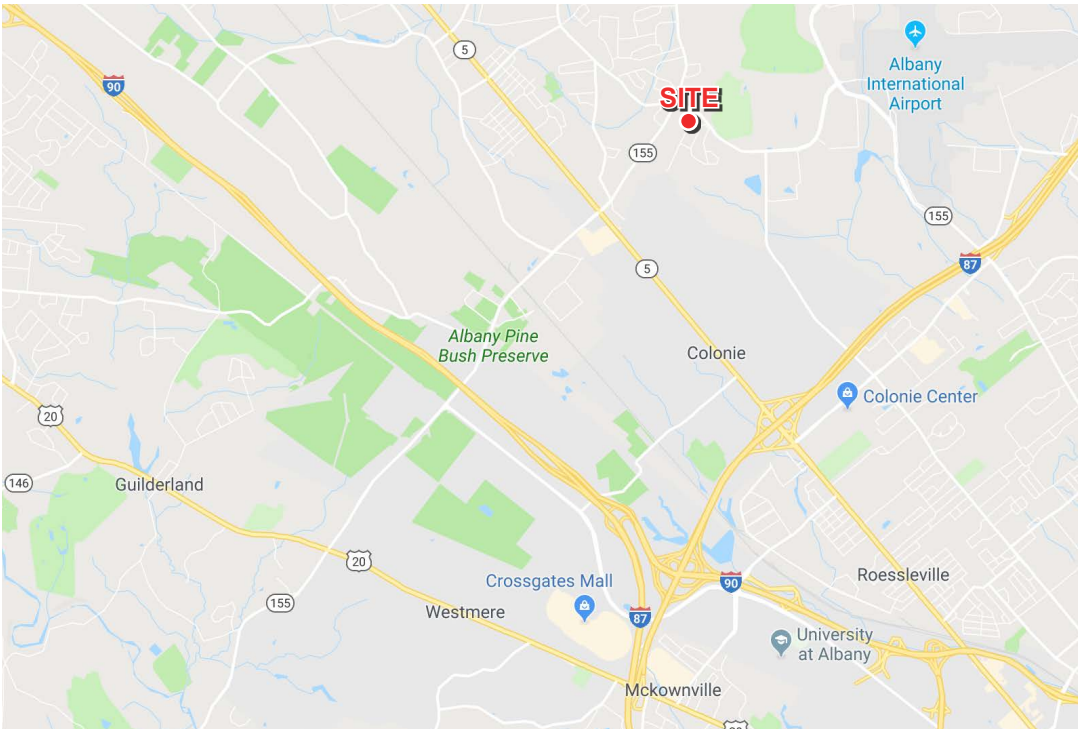 5
90
SITE
Albany
International
Airport
155
155
87
5
Albany Pine
Bush Preserve
Colonie
Colonie Center
20
146
Guilderland
20
Crossgates Mall
90
Roessleville
155
Westmere
87
University
at Albany
Mckownville